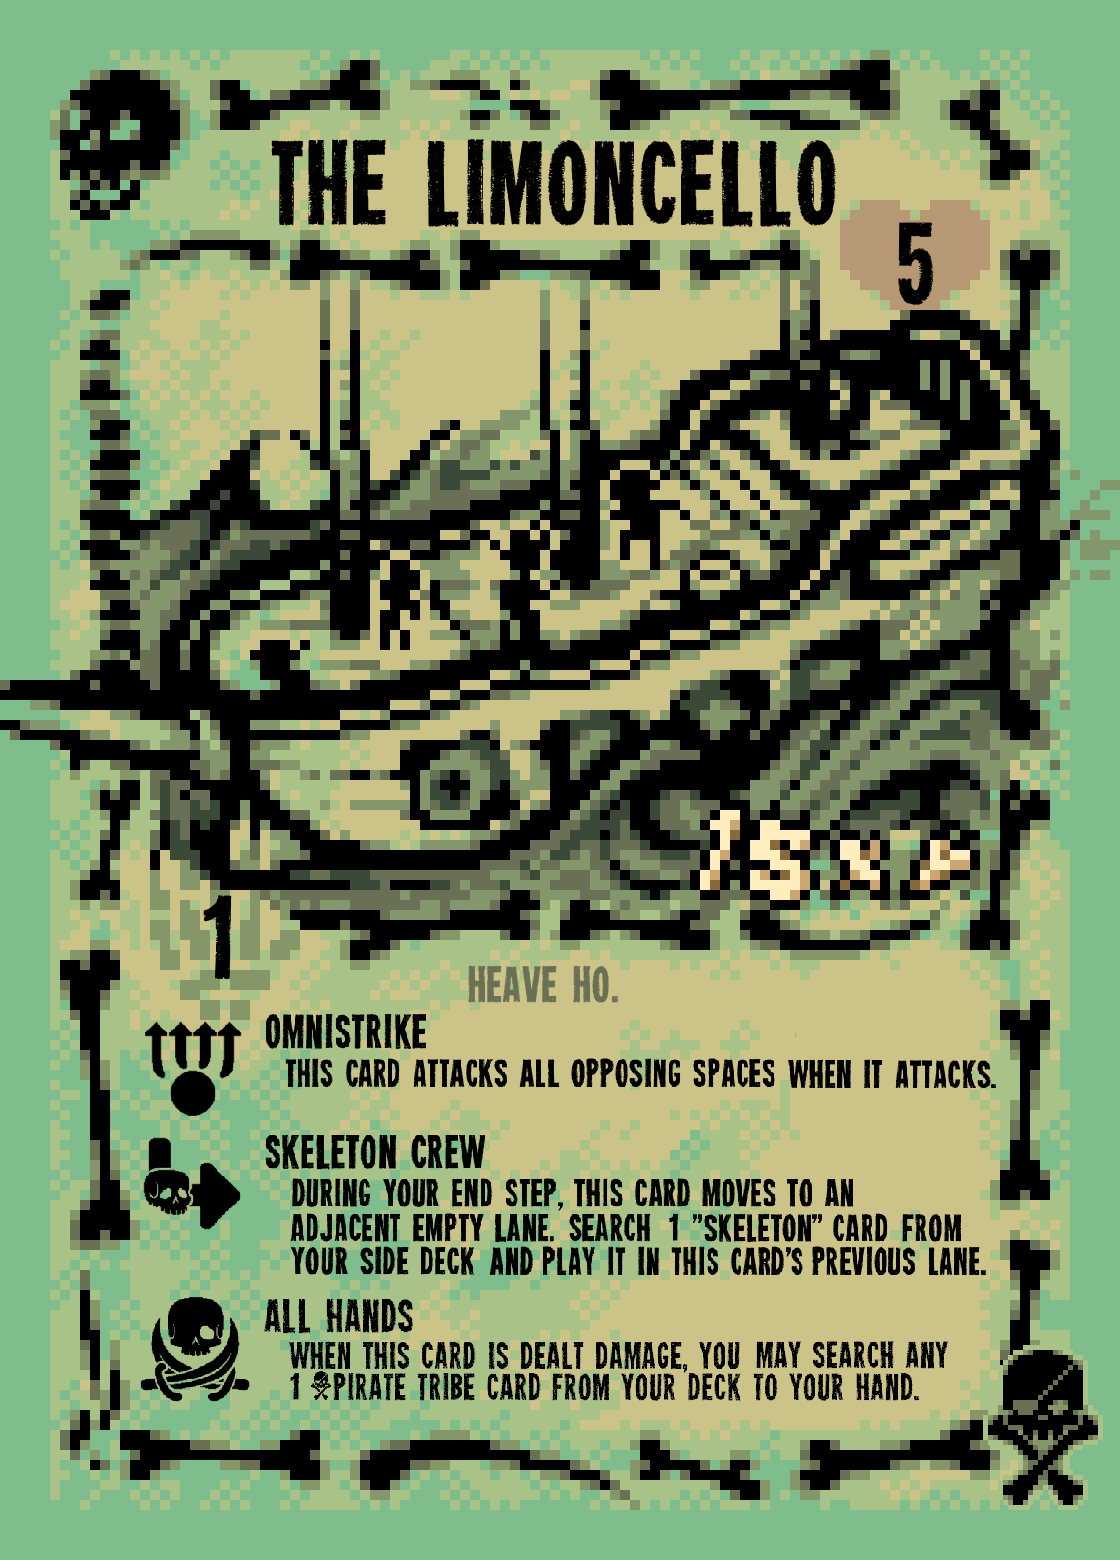 THE LIMONCELLO
5
1
HEAVE HO.
OMNISTRIKE
THIS CARD ATTACKS ALL OPPOSING SPACES WHEN IT ATTACKS.
SKELETON CREW
DURING YOUR END STEP, THIS CARD MOVES TO AN
ADJACENT EMPTY LANE. SEARCH 1 "SKELETON" CARD FROM
YOUR SIDE DECK AND PLAY IT IN THIS CARD'S PREVIOUS LANE.
ALL HANDS
WHEN THIS CARD IS DEALT DAMAGE, YOU MAY SEARCH ANY
1 PIRATE TRIBE CARD FROM YOUR DECK TO YOUR HAND.